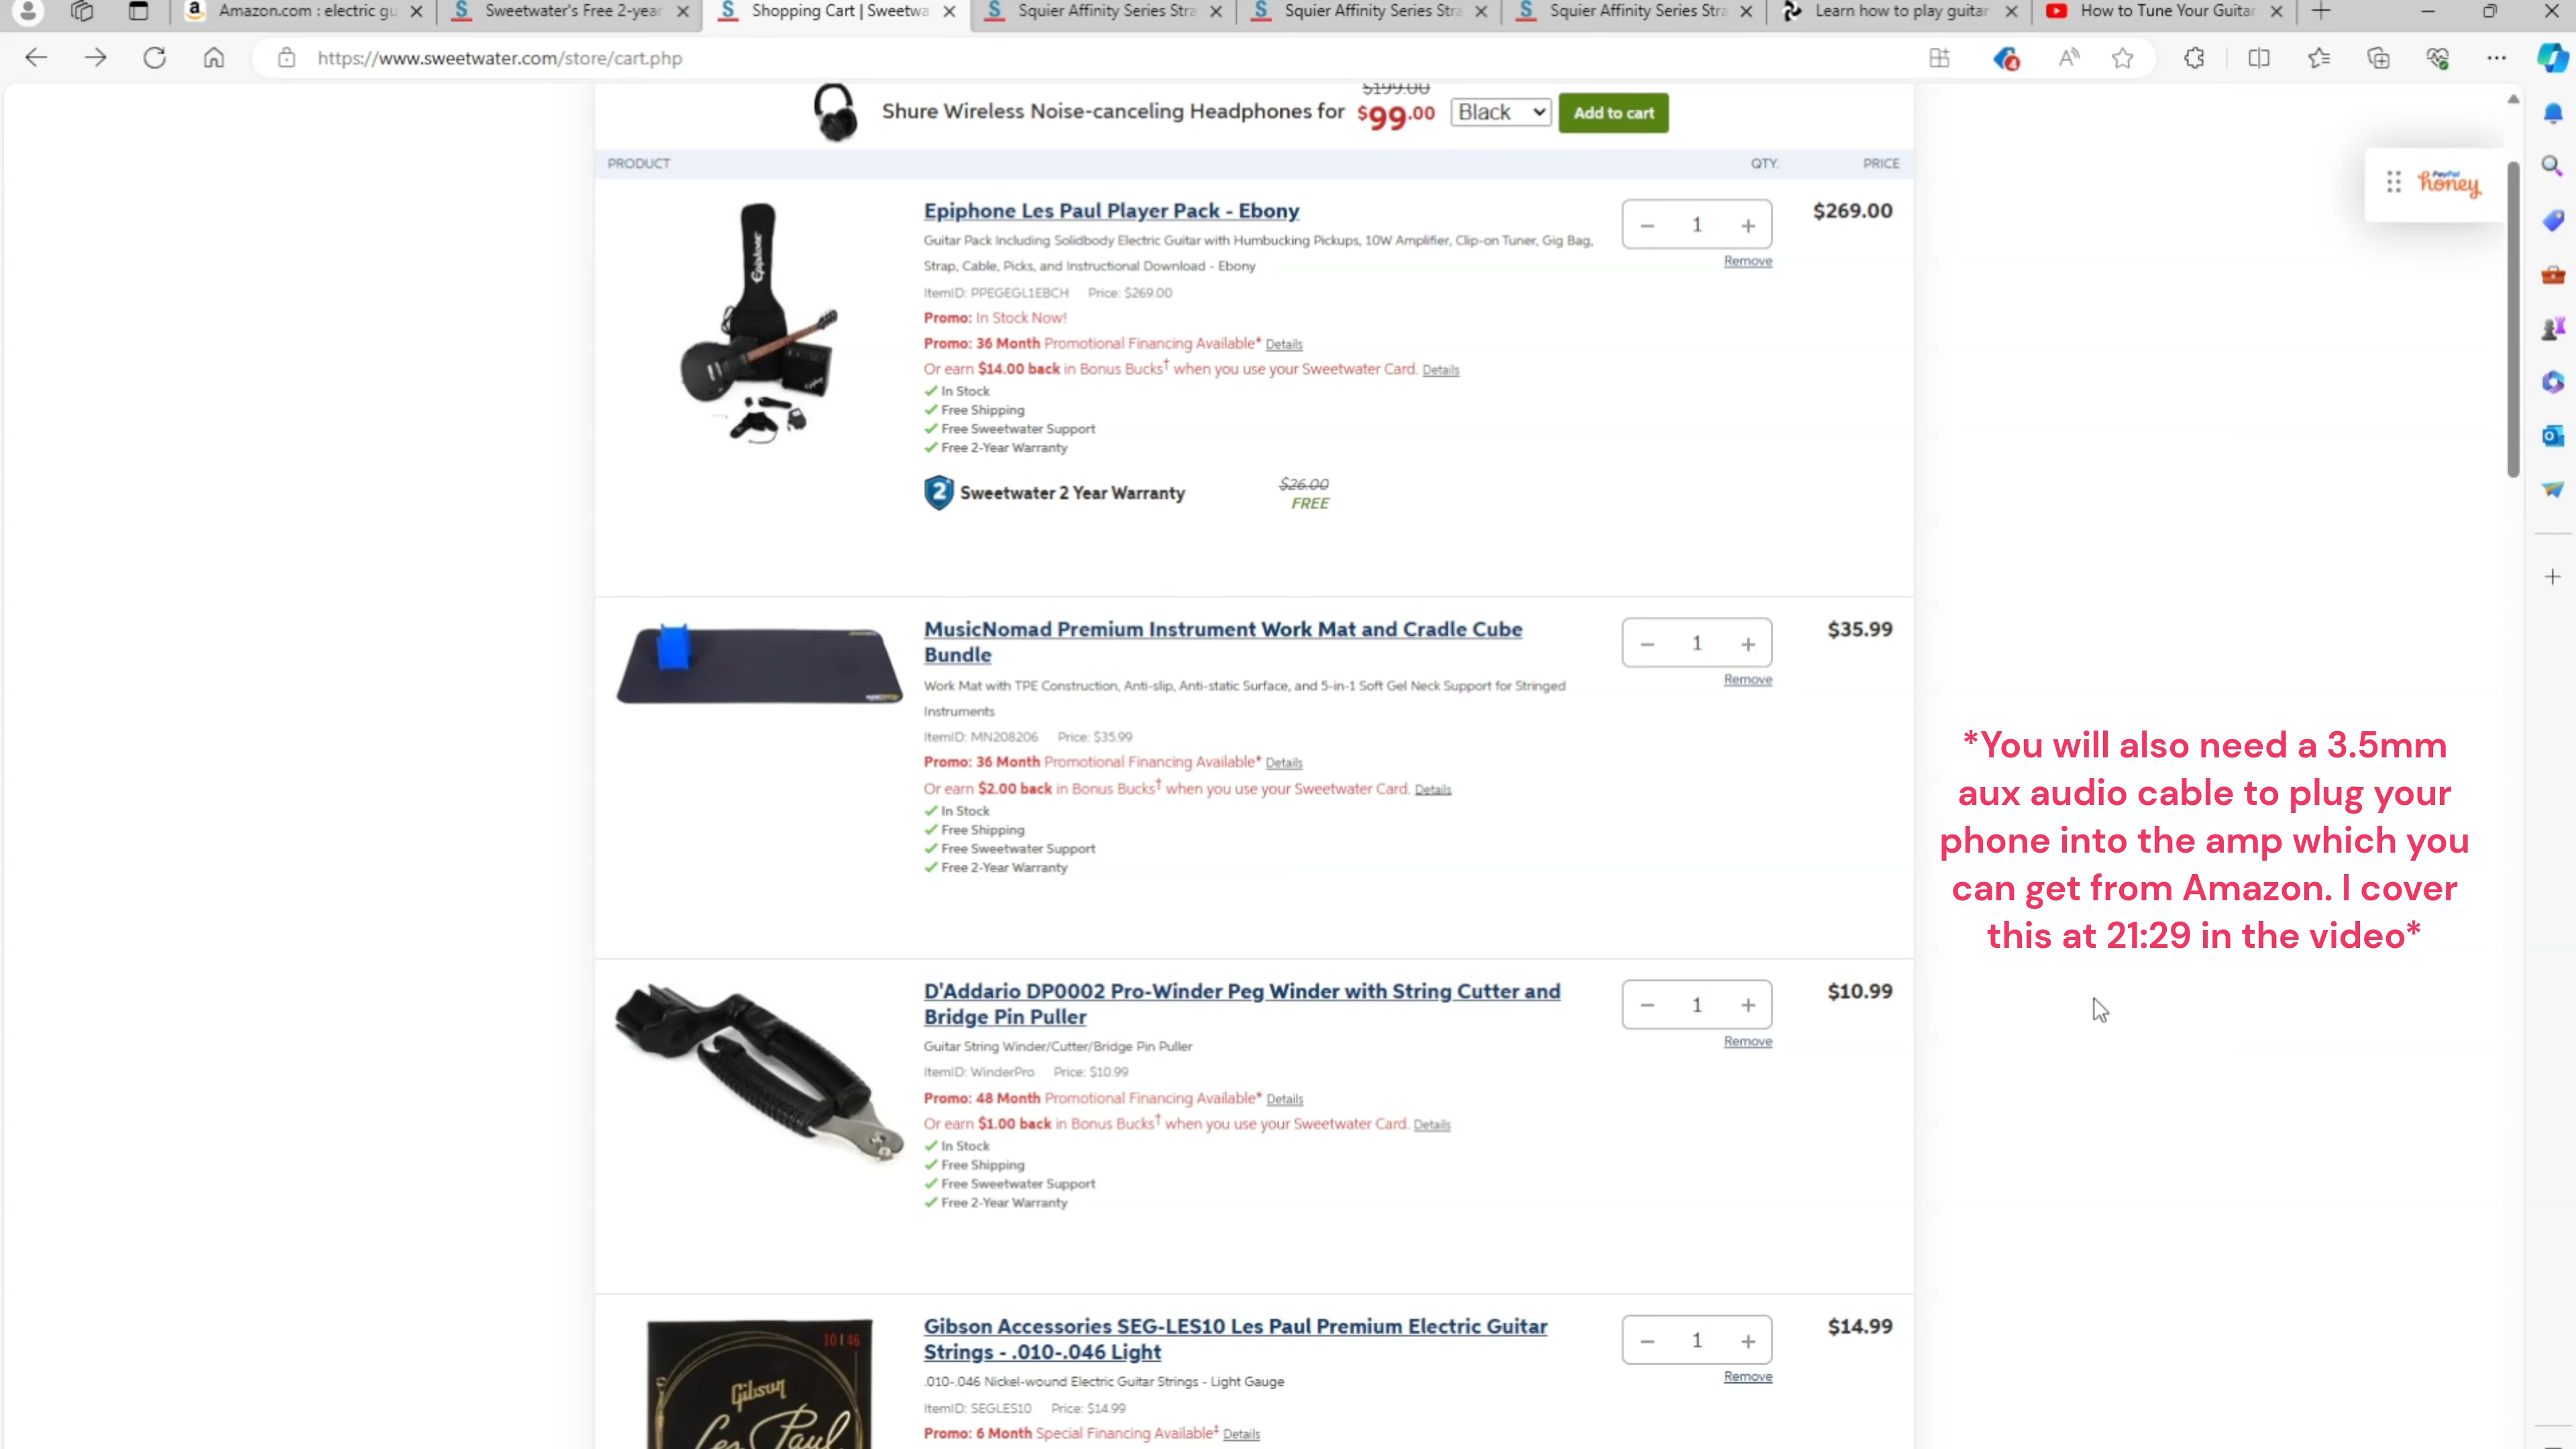 Amazon.com : electric gu
Sweetwater's Free 2-year
Shopping Cart | Sweetwa
Squier Affinity Series Stra
Squier Affinity Series Stra
Squier Affinity Series Stra
Learn how to play guitar
How to Tune Your Guitar
https://www.sweetwater.com/store/cart.php
4
Shure Wireless Noise-canceling Headphones for $199.00 $99.00 Black Add to cart
PRODUCT QTY. PRICE
PayPal
honey
Epiphone
Epiphone Les Paul Player Pack - Ebony 1 $269.00
Guitar Pack Including Solidbody Electric Guitar with Humbucking Pickups, 10W Amplifier, Clip-on Tuner, Gig Bag,
Strap, Cable, Picks, and Instructional Download - Ebony
Remove
ItemID: PPEGEGL1EBCH Price: $269.00
Promo: In Stock Now!
Promo: 36 Month Promotional Financing Available* Details
Or earn $14.00 back in Bonus Bucks† when you use your Sweetwater Card. Details
In Stock
Free Shipping
Free Sweetwater Support
Free 2-Year Warranty
2 Sweetwater 2 Year Warranty $26.00
FREE
MusicNomad Premium Instrument Work Mat and Cradle Cube 1 $35.99
Bundle
Remove
Work Mat with TPE Construction, Anti-slip, Anti-static Surface, and 5-in-1 Soft Gel Neck Support for Stringed
Instruments
ItemID: MN208206 Price: $35.99
Promo: 36 Month Promotional Financing Available* Details
Or earn $2.00 back in Bonus Bucks† when you use your Sweetwater Card. Details
In Stock
Free Shipping
Free Sweetwater Support
Free 2-Year Warranty
*You will also need a 3.5mm
aux audio cable to plug your
phone into the amp which you
can get from Amazon. I cover
this at 21:29 in the video*
D'Addario DP0002 Pro-Winder Peg Winder with String Cutter and 1 $10.99
Bridge Pin Puller
Remove
Guitar String Winder/Cutter/Bridge Pin Puller
ItemID: WinderPro Price: $10.99
Promo: 48 Month Promotional Financing Available* Details
Or earn $1.00 back in Bonus Bucks† when you use your Sweetwater Card. Details
In Stock
Free Shipping
Free Sweetwater Support
Free 2-Year Warranty
10|46
Gibson
Les Paul
Gibson Accessories SEG-LES10 Les Paul Premium Electric Guitar 1 $14.99
Strings - .010-.046 Light
Remove
.010-.046 Nickel-wound Electric Guitar Strings - Light Gauge
ItemID: SEGLES10 Price: $14.99
Promo: 6 Month Special Financing Available‡ Details